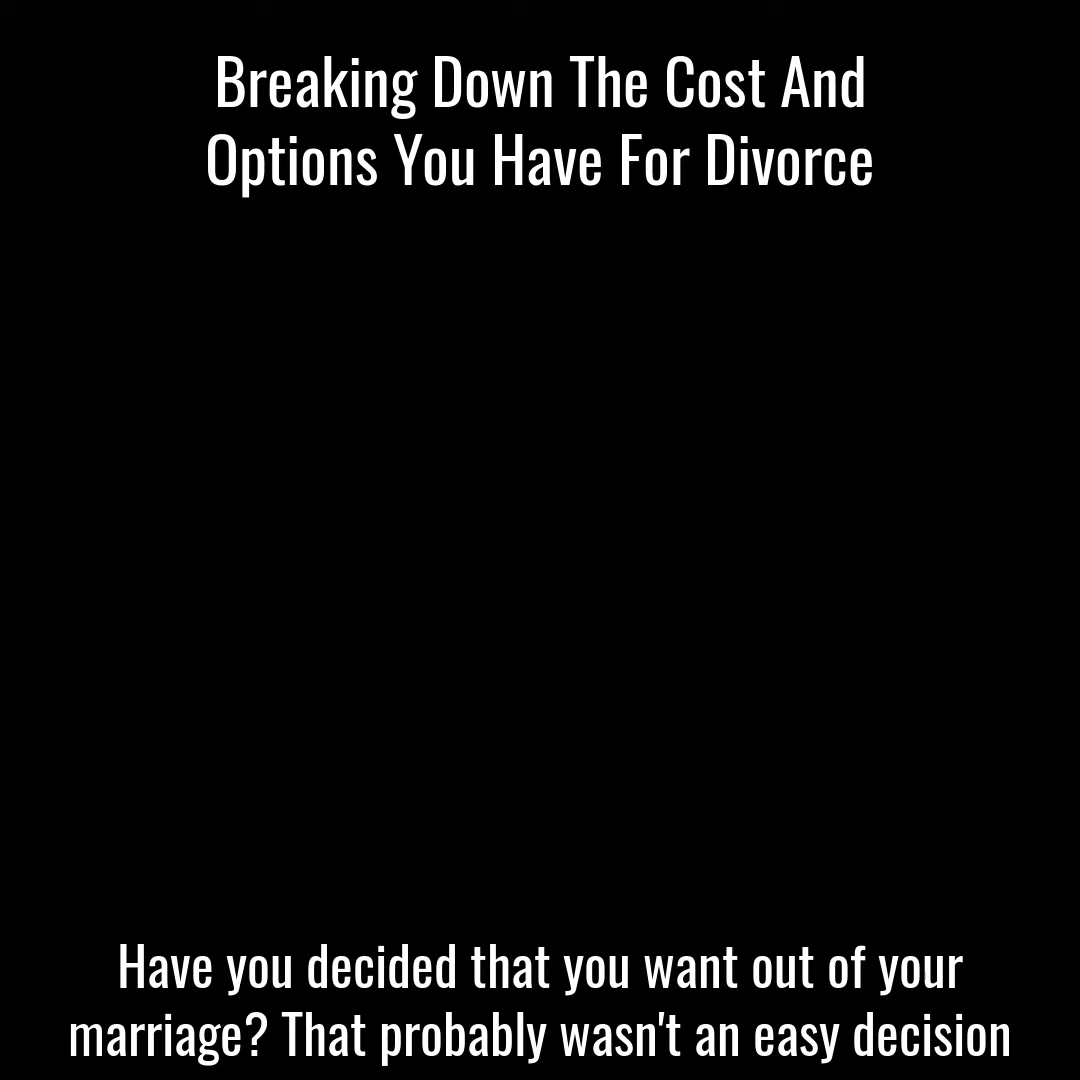 Breaking Down The Cost And
Options You Have For Divorce
Have you decided that you want out of your
marriage? That probably wasn't an easy decision